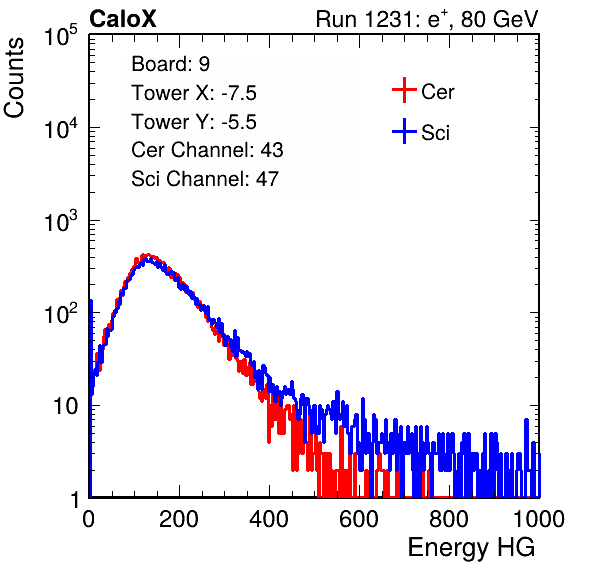 CaloX Run 1231: e⁺, 80 GeV
Counts
Board: 9
Tower X: -7.5
Tower Y: -5.5
Cer Channel: 43
Sci Channel: 47
Cer
Sci
10⁵
10⁴
10³
10²
10
1
0 200 400 600 800 1000
Energy HG